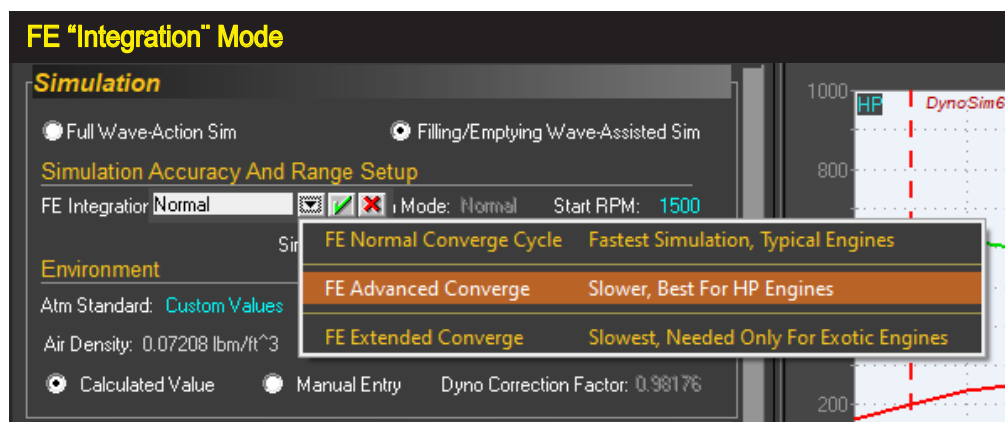 FE “Integration¨ Mode
Simulation
Full Wave-Action Sim Filling/Emptying Wave-Assisted Sim
Simulation Accuracy And Range Setup
FE Integration Normal Mode: Normal Start RPM: 1500
FE Normal Converge Cycle Fastest Simulation, Typical Engines
Environment
FE Advanced Converge Slower, Best For HP Engines
Atm Standard: Custom Values
FE Extended Converge Slowest, Needed Only For Exotic Engines
Air Density: 0.07208 lbm/ft^3
Calculated Value Manual Entry Dyno Correction Factor: 0.98176
1000
HP DynoSim6
800
200